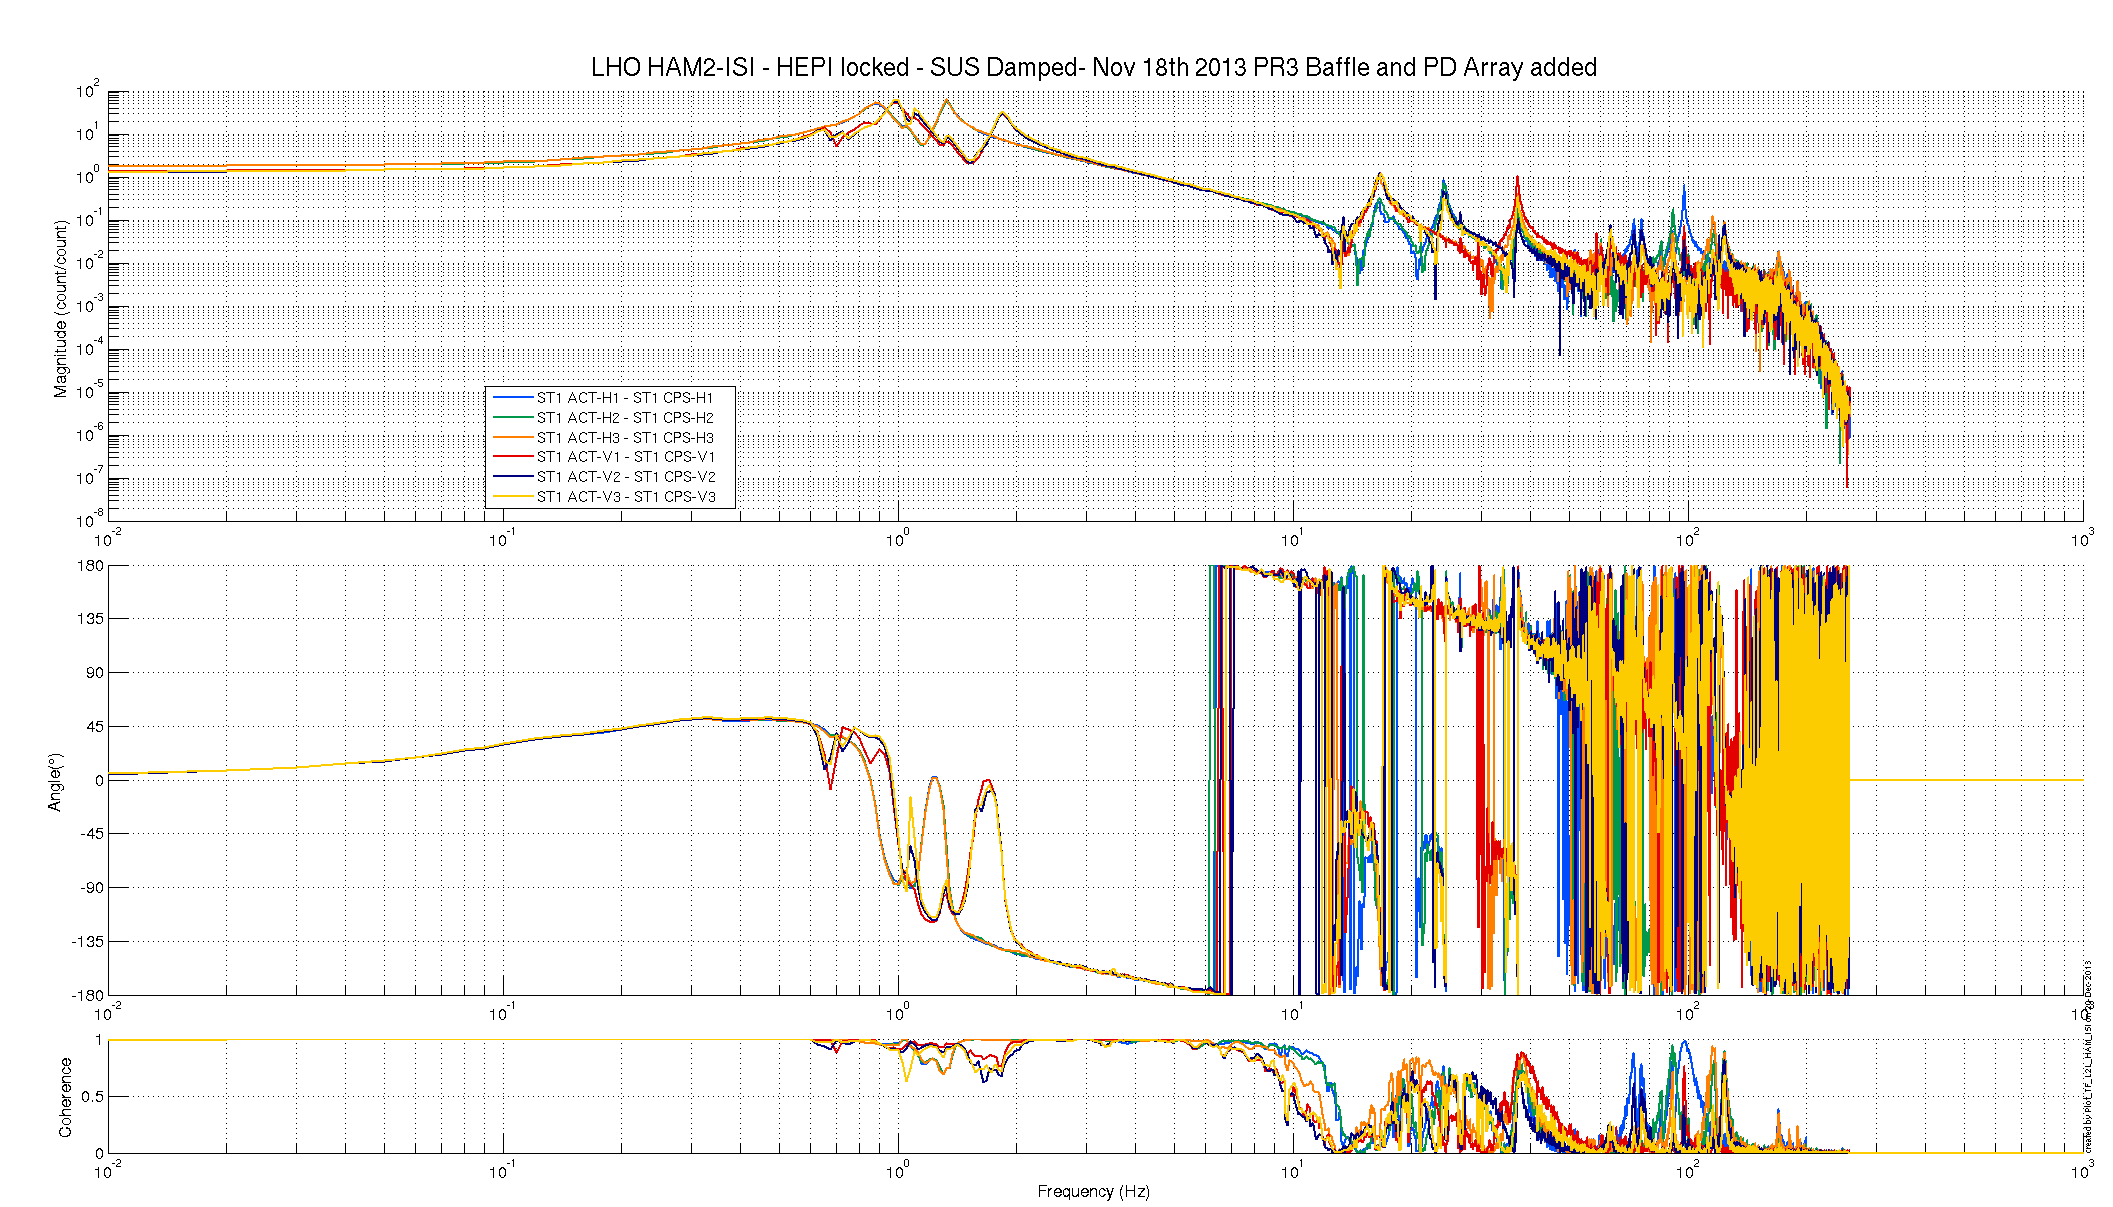 LHO HAM2-ISI - HEPI locked - SUS Damped- Nov 18th 2013 PR3 Baffle and PD Array added
Magnitude (count/count)
10^2
10^1
10^0
10^-1
10^-2
10^-3
10^-4
10^-5
10^-6
10^-7
10^-8
ST1 ACT-H1 - ST1 CPS-H1
ST1 ACT-H2 - ST1 CPS-H2
ST1 ACT-H3 - ST1 CPS-H3
ST1 ACT-V1 - ST1 CPS-V1
ST1 ACT-V2 - ST1 CPS-V2
ST1 ACT-V3 - ST1 CPS-V3
10^-2 10^-1 10^0 10^1 10^2 10^3
Angle(°)
180
135
90
45
0
-45
-90
-135
-180
10^-2 10^-1 10^0 10^1 10^2 10^3
Coherence
1
0.5
0
10^-2 10^-1 10^0 10^1 10^2 10^3
Frequency (Hz)
created by Plot_TF_L2L_HAM_ISI on Dec 2013